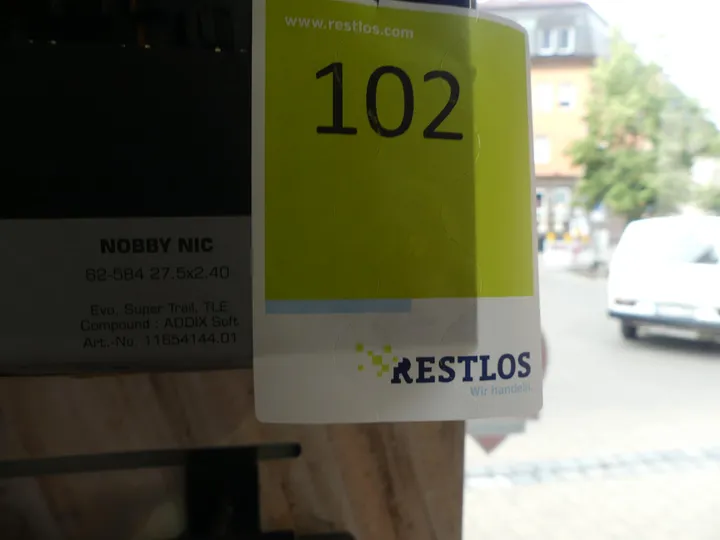 www.restlos.com
102
NOBBY NIC
62-584 27.5x2.40
Evo, Super Trail, TLE
Compound : ADDIX Soft
Art.-No. 11654144.01
RESTLOS
Wir handeln.